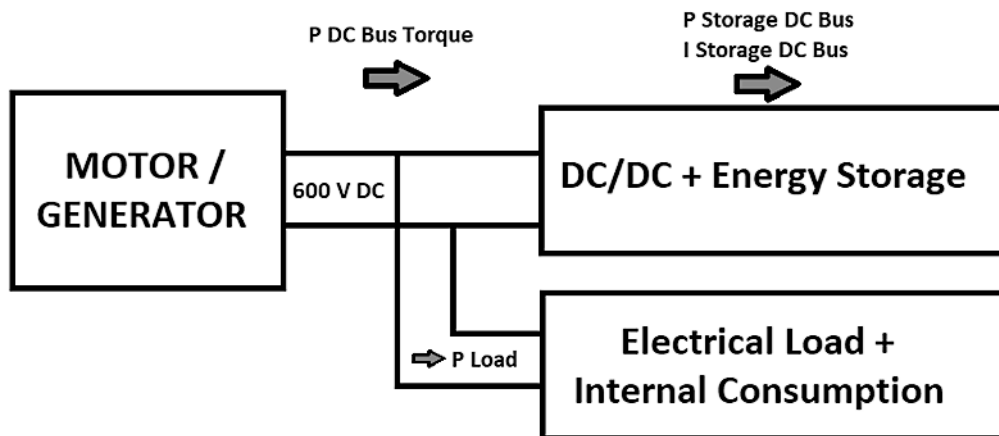 P DC Bus Torque
P Storage DC Bus
I Storage DC Bus
MOTOR /
GENERATOR
600 V DC
DC/DC + Energy Storage
P Load
Electrical Load +
Internal Consumption